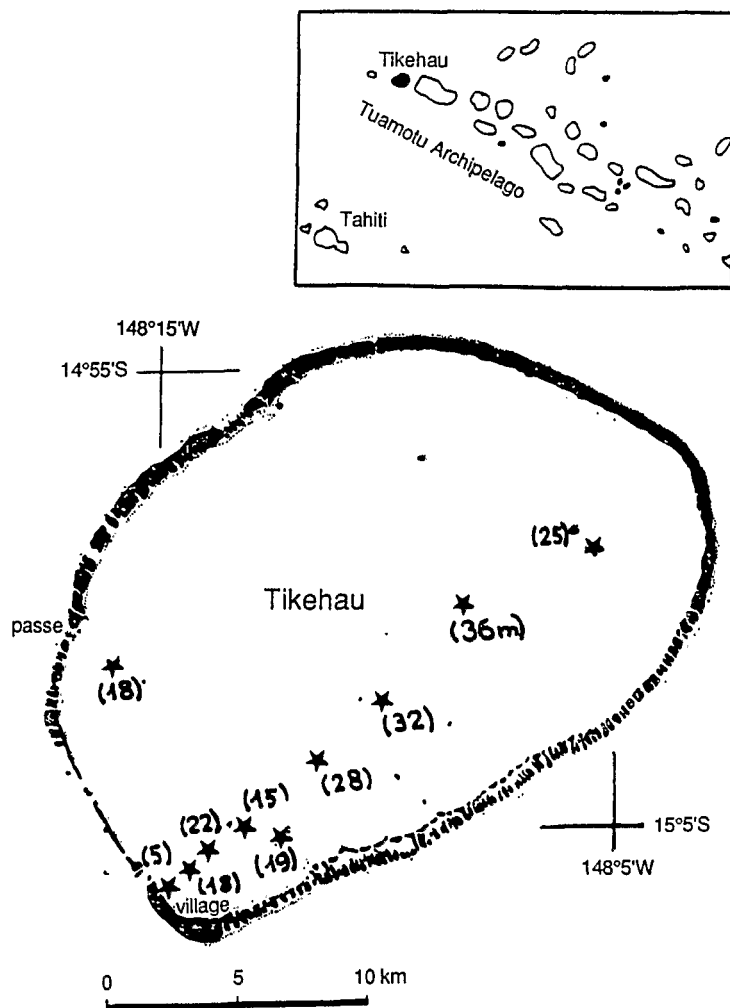 Tikehau
Tuamotu Archipelago
Tahiti
148°15'W
14°55'S
(25)
Tikehau
(36m)
passe
(18)
(32)
(28)
(15)
(22)
(5)
(19)
(18)
15°5'S
148°5'W
village
0 5 10 km